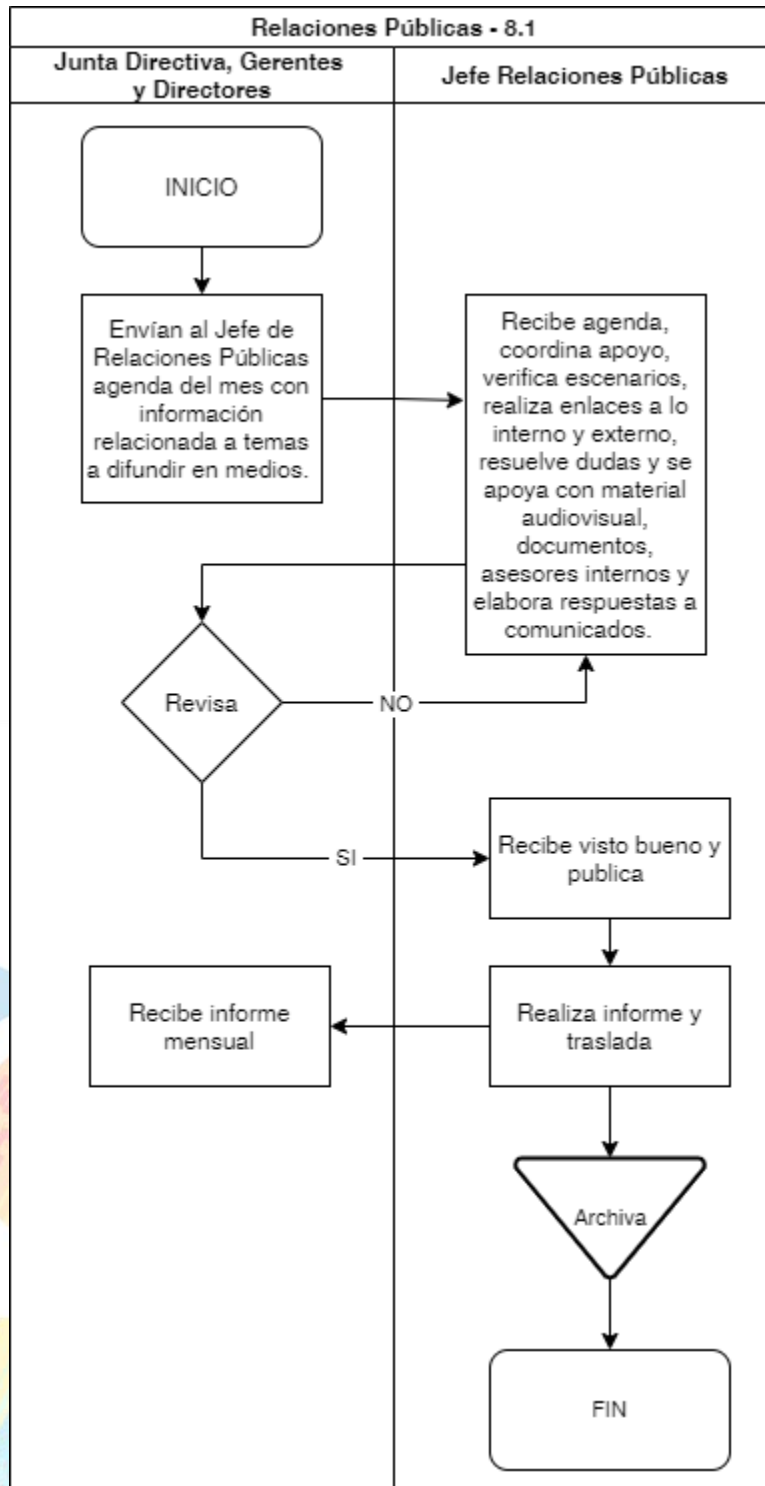 Relaciones Públicas - 8.1
Junta Directiva, Gerentes
y Directores
Jefe Relaciones Públicas
INICIO
Envían al Jefe de
Relaciones Públicas
agenda del mes con
información
relacionada a temas
a difundir en medios.
Recibe agenda,
coordina apoyo,
verifica escenarios,
realiza enlaces a lo
interno y externo,
resuelve dudas y se
apoya con material
audiovisual,
documentos,
asesores internos y
elabora respuestas a
comunicados.
Revisa
NO
SI
Recibe visto bueno y
publica
Recibe informe
mensual
Realiza informe y
traslada
Archiva
FIN